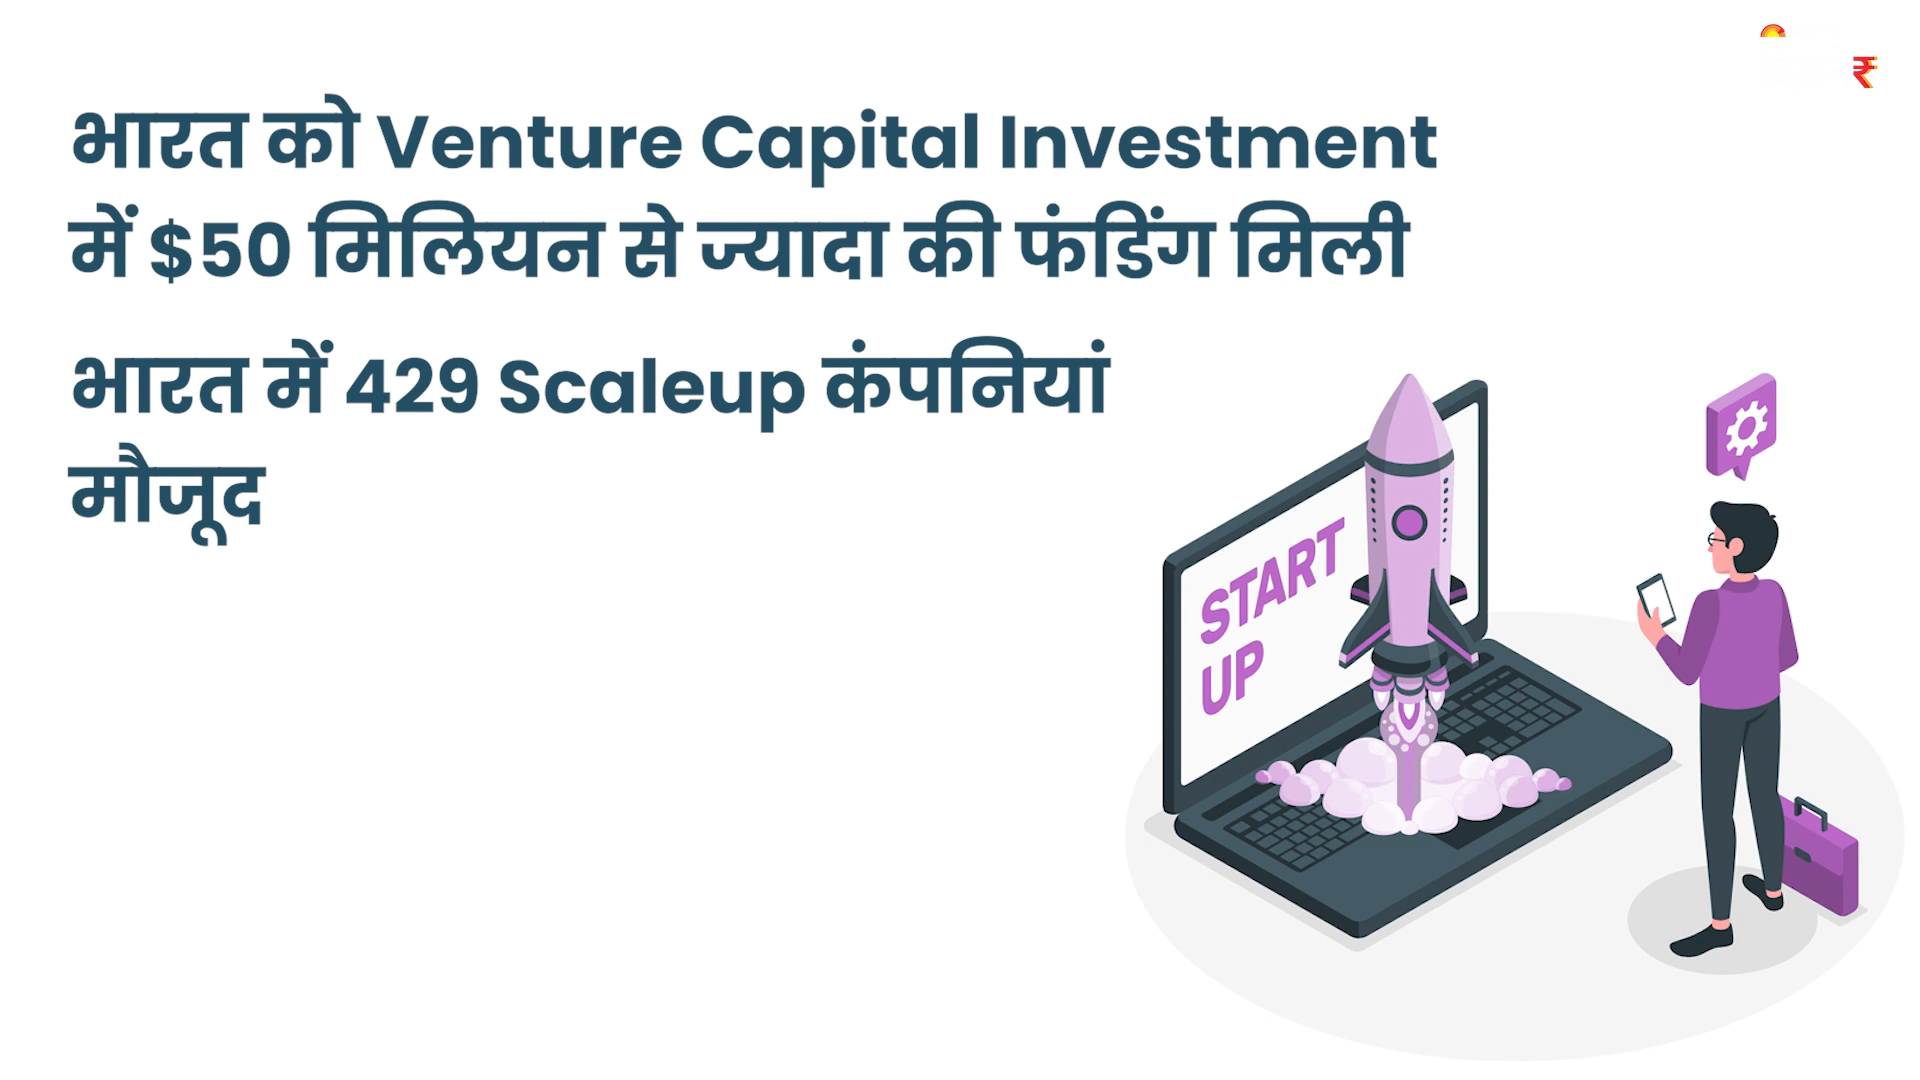 भारत को Venture Capital Investment
में $50 मिलियन से ज्यादा की फंडिंग मिली
भारत में 429 Scaleup कंपनियां
मौजूद
START
UP
₹